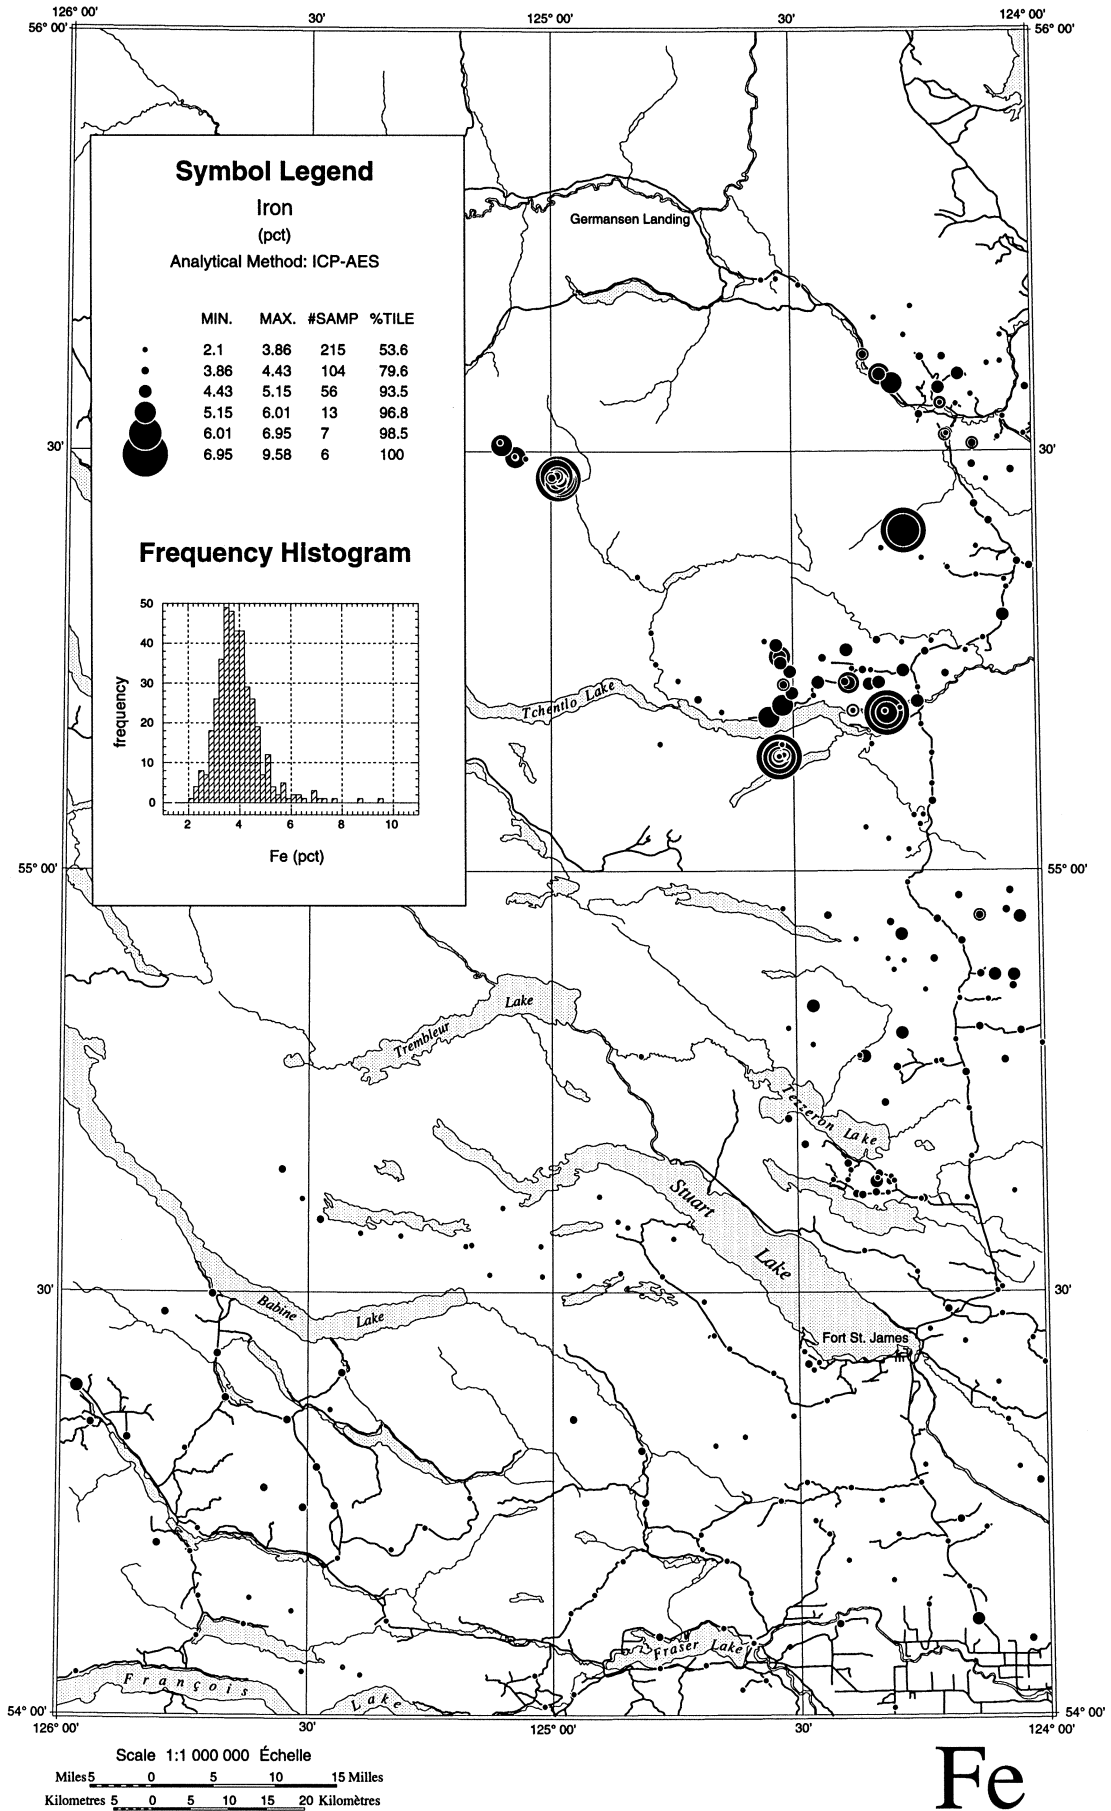 126° 00' 30' 125° 00' 30' 124° 00'
56° 00' 56° 00'
Symbol Legend
Iron
(pct)
Analytical Method: ICP-AES
MIN. MAX. #SAMP %TILE
2.1 3.86 215 53.6
3.86 4.43 104 79.6
4.43 5.15 56 93.5
5.15 6.01 13 96.8
6.01 6.95 7 98.5
6.95 9.58 6 100
Germansen Landing
30' 30'
Frequency Histogram
50
40
30
20
10
0
frequency
2 4 6 8 10
Fe (pct)
Tchentlo Lake
55° 00' 55° 00'
Trembleur Lake
Tezzeron Lake
Stuart Lake
30' 30'
Babine Lake
Fort St. James
Fraser Lake
François Lake
54° 00' 54° 00'
126° 00' 30' 125° 00' 30' 124° 00'
Scale 1:1 000 000 Échelle
Miles 5 0 5 10 15 Milles
Kilometres 5 0 5 10 15 20 Kilomètres
Fe